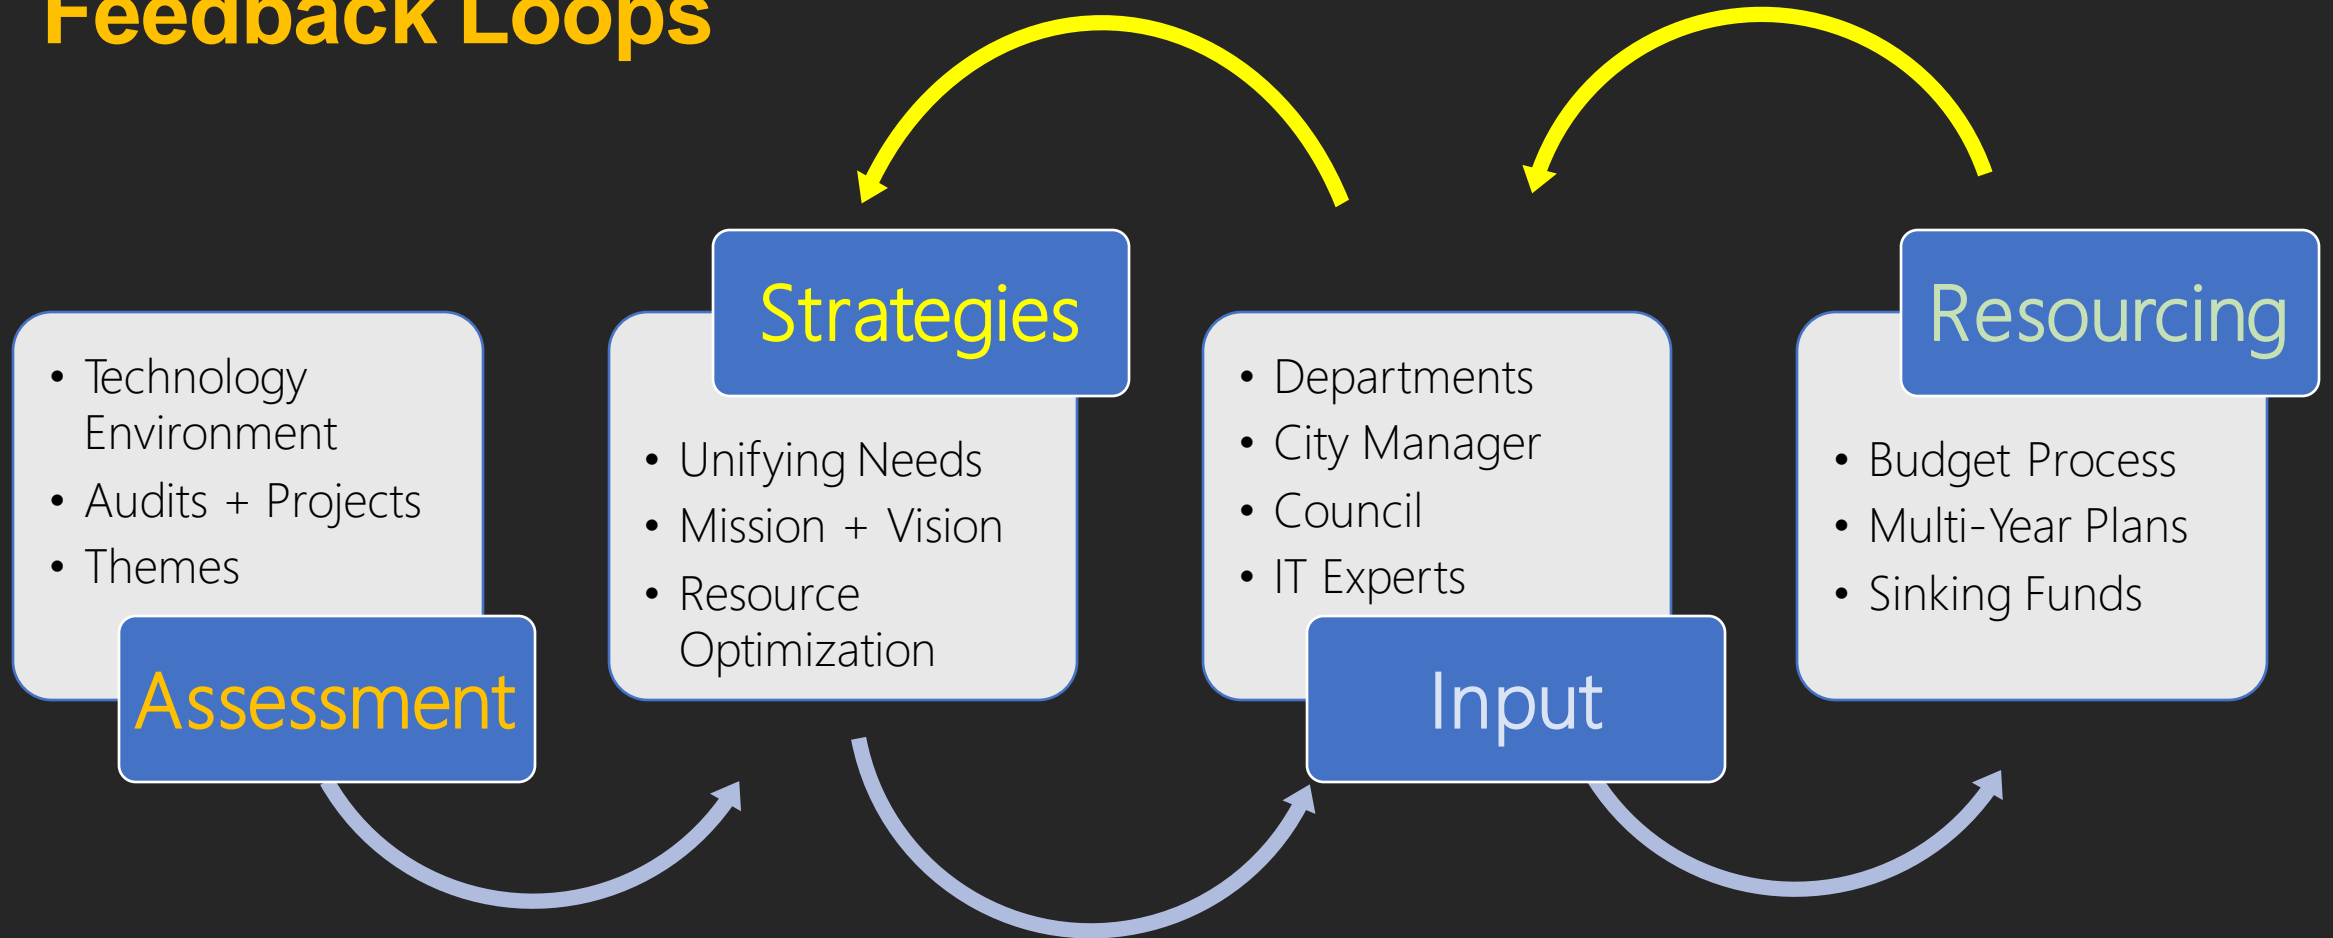 Feedback Loops
• Technology
Environment
• Audits + Projects
• Themes
Assessment
Strategies
• Unifying Needs
• Mission + Vision
• Resource
Optimization
• Departments
• City Manager
• Council
• IT Experts
Input
Resourcing
• Budget Process
• Multi-Year Plans
• Sinking Funds